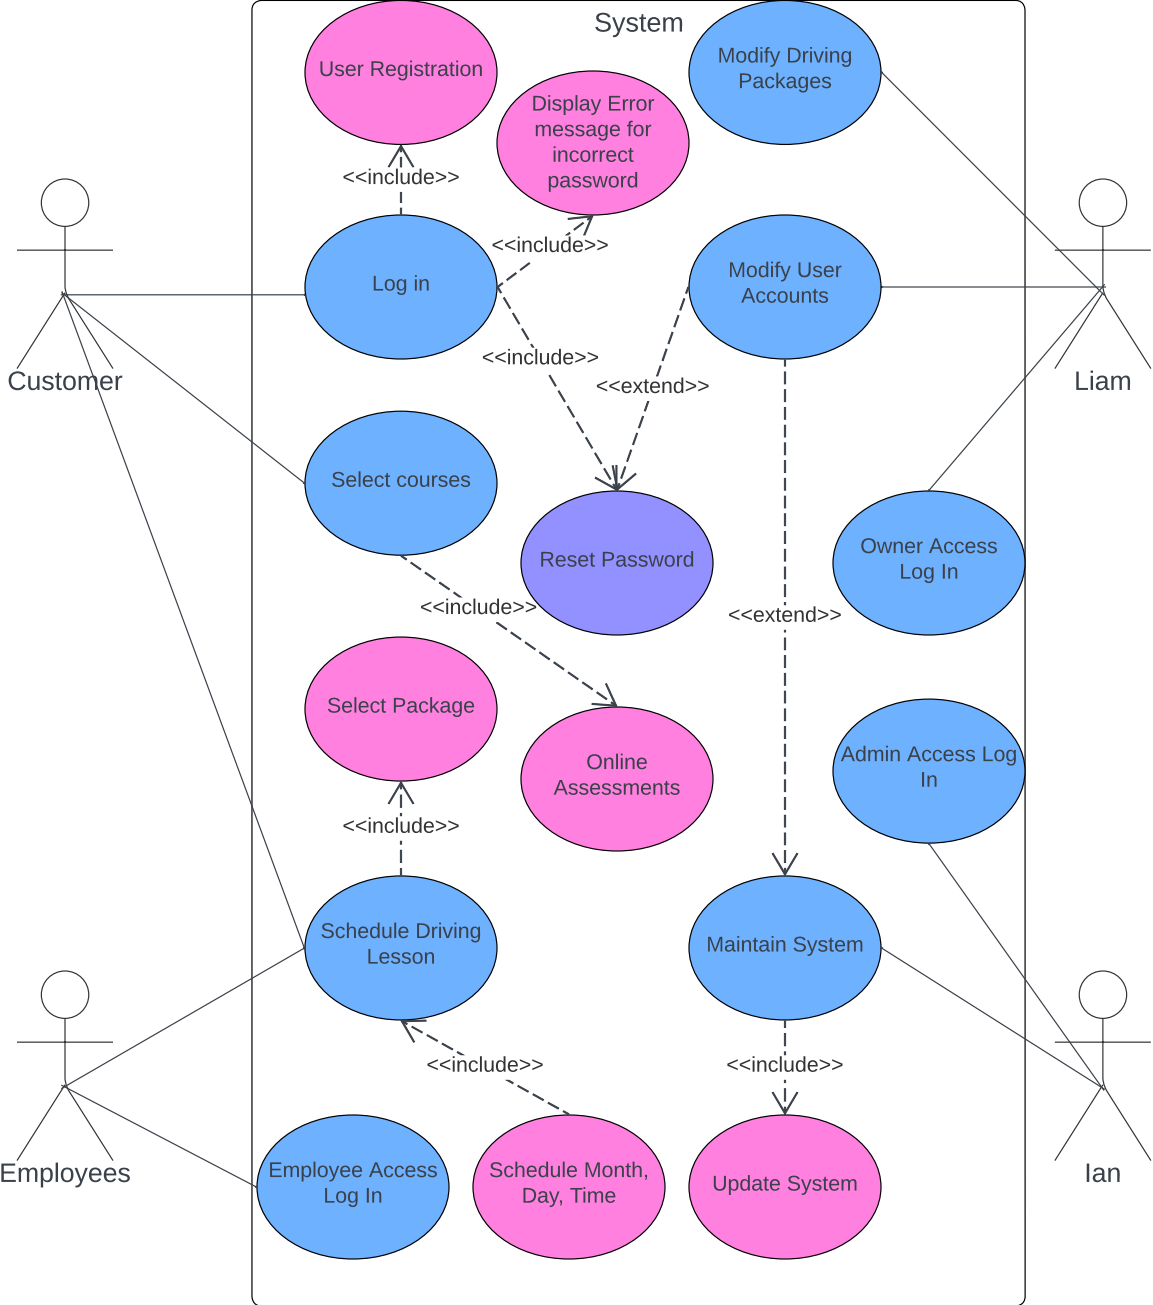 System
User Registration
Modify Driving
Packages
Display Error
message for
incorrect
password
<<include>>
<<include>>
Log in
Modify User
Accounts
<<include>>
<<extend>>
Customer
Liam
Select courses
Reset Password
Owner Access
Log In
<<include>>
<<extend>>
Select Package
Online
Assessments
Admin Access Log
In
<<include>>
Schedule Driving
Lesson
Maintain System
<<include>>
<<include>>
Employees
Employee Access
Log In
Schedule Month,
Day, Time
Update System
Ian